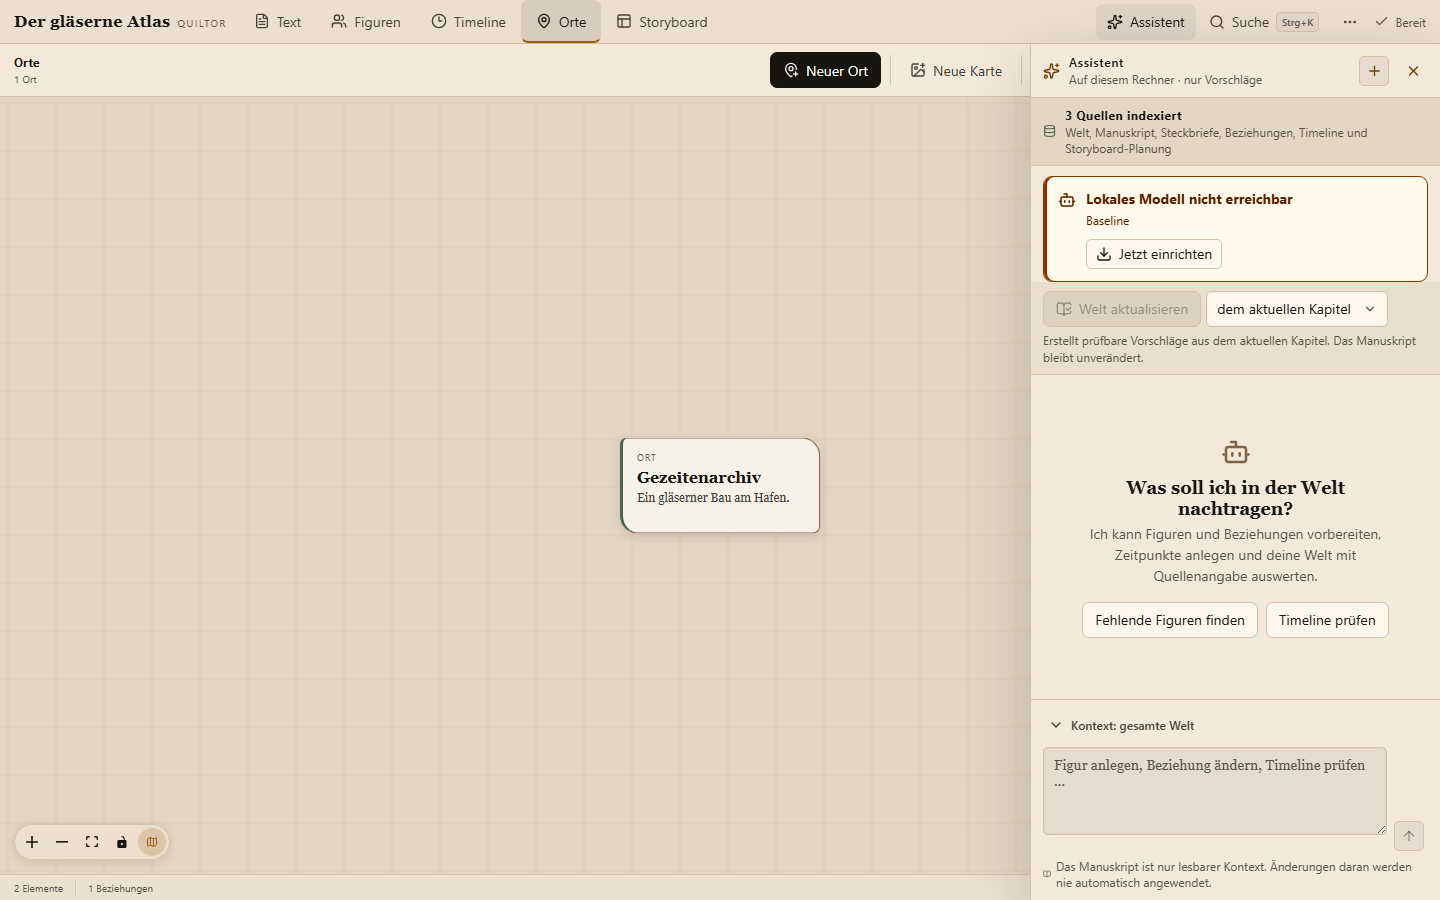 Der gläserne Atlas QUILTOR
Text
Figuren
Timeline
Orte
Storyboard
Assistent
Suche Strg+K
Bereit
Orte
1 Ort
Neuer Ort
Neue Karte
Assistent
Auf diesem Rechner · nur Vorschläge
3 Quellen indexiert
Welt, Manuskript, Steckbriefe, Beziehungen, Timeline und
Storyboard-Planung
Lokales Modell nicht erreichbar
Baseline
Jetzt einrichten
Welt aktualisieren
dem aktuellen Kapitel
Erstellt prüfbare Vorschläge aus dem aktuellen Kapitel. Das Manuskript
bleibt unverändert.
ORT
Gezeitenarchiv
Ein gläserner Bau am Hafen.
Was soll ich in der Welt
nachtragen?
Ich kann Figuren und Beziehungen vorbereiten,
Zeitpunkte anlegen und deine Welt mit
Quellenangabe auswerten.
Fehlende Figuren finden
Timeline prüfen
Kontext: gesamte Welt
Figur anlegen, Beziehung ändern, Timeline prüfen
...
Das Manuskript ist nur lesbarer Kontext. Änderungen daran werden
nie automatisch angewendet.
2 Elemente
1 Beziehungen